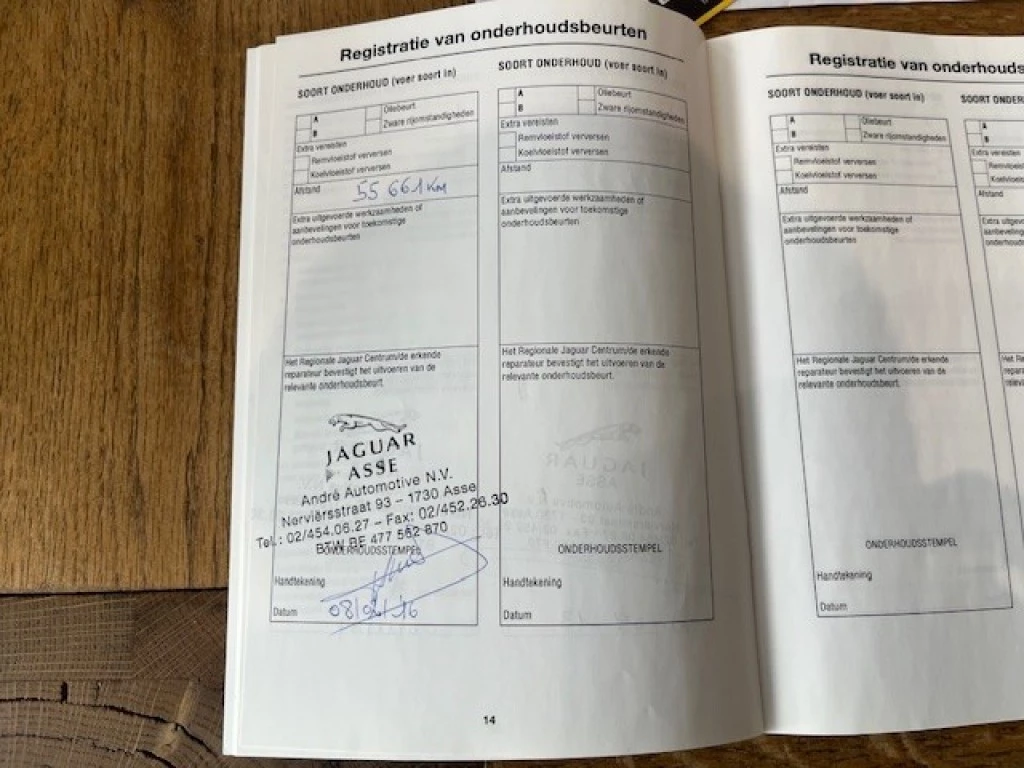 Registratie van onderhoudsbeurten
SOORT ONDERHOUD (voer soort in)
A
B
Oliebeurt
Zware rijomstandigheden
Extra vereisten
Remvloeistof verversen
Koelvloeistof verversen
Afstand 55 661 KM
Extra uitgevoerde werkzaamheden of
aanbevelingen voor toekomstige
onderhoudsbeurten
Het Regionale Jaguar Centrum/de erkende
reparateur bevestigt het uitvoeren van de
relevante onderhoudsbeurt.
JAGUAR
ASSE
André Automotive N.V.
Nerviërsstraat 93 – 1730 Asse
Tel.: 02/454.06.27 – Fax: 02/452.26.30
BTW BE 477 562 870
ONDERHOUDSSTEMPEL
Handtekening
Datum
SOORT ONDERHOUD (voer soort in)
A
B
Oliebeurt
Zware rijomstandigheden
Extra vereisten
Remvloeistof verversen
Koelvloeistof verversen
Afstand
Extra uitgevoerde werkzaamheden of
aanbevelingen voor toekomstige
onderhoudsbeurten
Het Regionale Jaguar Centrum/de erkende
reparateur bevestigt het uitvoeren van de
relevante onderhoudsbeurt.
ONDERHOUDSSTEMPEL
Handtekening
Datum
14
Registratie van onderhouds
SOORT ONDERHOUD (voer soort in)
A
B
Oliebeurt
Zware rijomstandigheden
Extra vereisten
Remvloeistof verversen
Koelvloeistof verversen
Afstand
Extra uitgevoerde werkzaamheden of
aanbevelingen voor toekomstige
onderhoudsbeurten
Het Regionale Jaguar Centrum/de erkende
reparateur bevestigt het uitvoeren van de
relevante onderhoudsbeurt.
ONDERHOUDSSTEMPEL
Handtekening
Datum
SOORT ONDER
A
B
Extra vereisten
Remvloei
Koelvloeis
Afstand